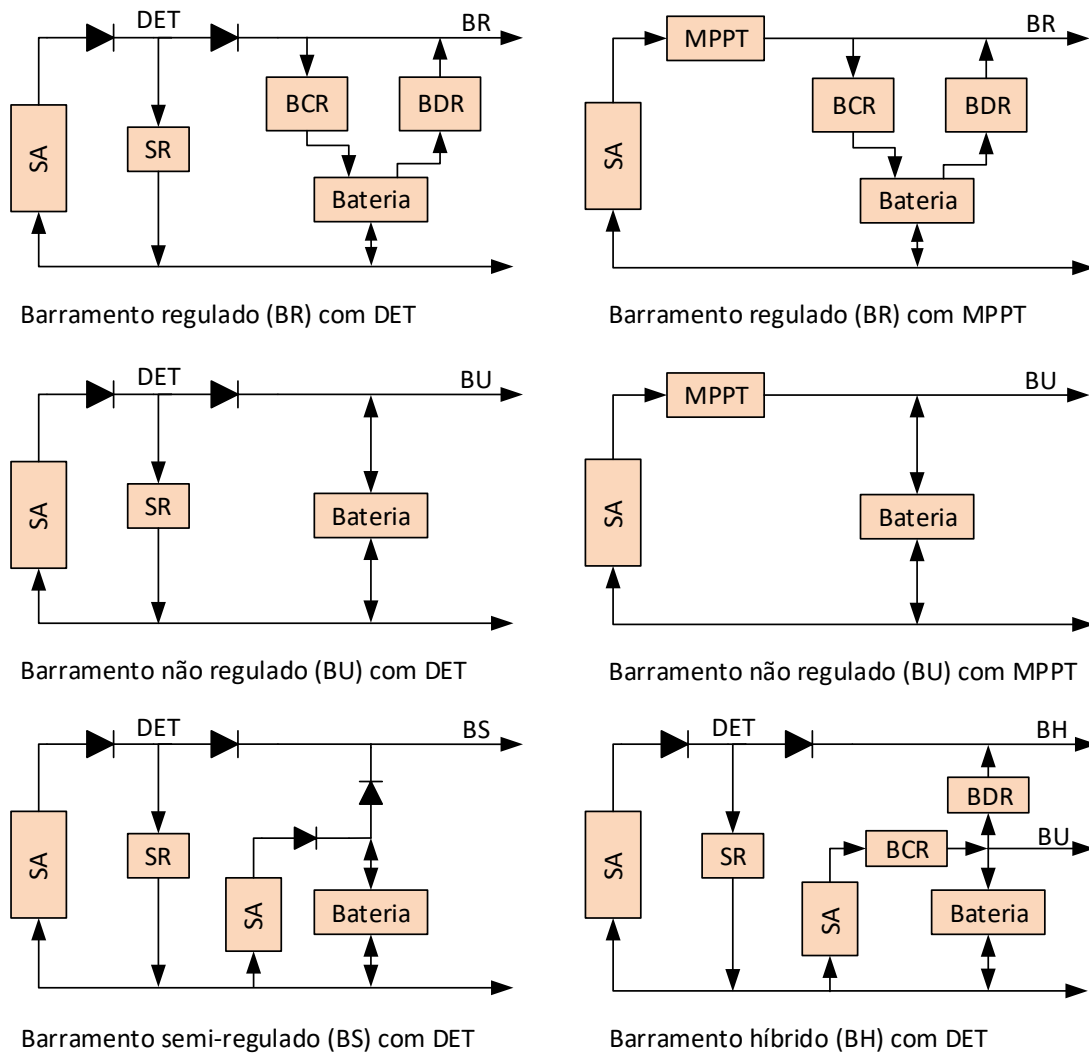 DET
BR
SA
SR
BCR
BDR
Bateria
Barramento regulado (BR) com DET
MPPT
BR
SA
BCR
BDR
Bateria
Barramento regulado (BR) com MPPT
DET
BU
SA
SR
Bateria
Barramento não regulado (BU) com DET
MPPT
BU
SA
Bateria
Barramento não regulado (BU) com MPPT
DET
BS
SA
SR
SA
Bateria
Barramento semi-regulado (BS) com DET
DET
BH
BDR
SA
SR
BCR
BU
SA
Bateria
Barramento híbrido (BH) com DET